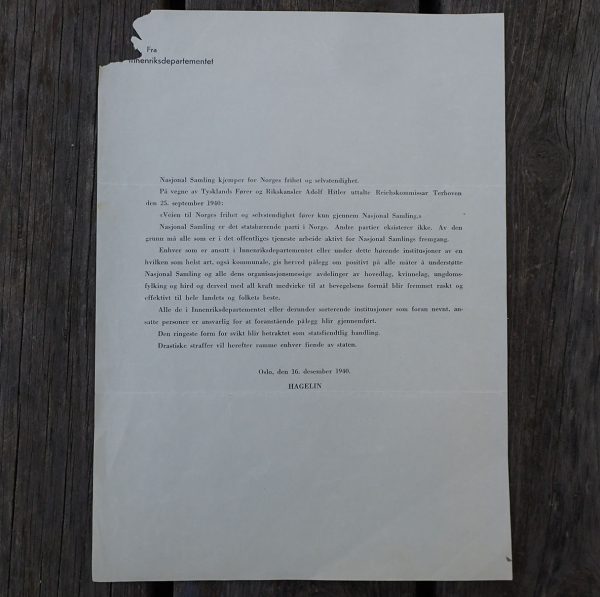 Fra
Innenriksdepartementet
Nasjonal Samling kjemper for Norges frihet og selvstendighet.
På vegne av Tysklands Fører og Rikskansler Adolf Hitler uttalte Reichskommissar Terboven
den 25. september 1940:
«Veien til Norges frihet og selvstendighet fører kun gjennem Nasjonal Samling.»
Nasjonal Samling er det statsbærende parti i Norge. Andre partier eksisterer ikke. Av den
grunn må alle som er i det offentliges tjeneste arbeide aktivt for Nasjonal Samlings fremgang.
Enhver som er ansatt i Innenriksdepartementet eller under dette hørende institusjoner av en
hvilken som helst art, også kommunale, gis herved pålegg om positivt på alle måter å understøtte
Nasjonal Samling og alle dens organisasjonsmessige avdelinger av hovedlag, kvinnelag, ungdoms-
fylking og hird og derved med all kraft medvirke til at bevegelsens formål blir fremmet raskt og
effektivt til hele landets og folkets beste.
Alle de i Innenriksdepartementet eller derunder sorterende institusjoner som foran nevnt, an-
satte personer er ansvarlig for at foranstående pålegg blir gjennemført.
Den ringeste form for svikt blir betraktet som statsfiendtlig handling.
Drastiske straffer vil herefter ramme enhver fiende av staten.
Oslo, den 16. desember 1940.
HAGELIN